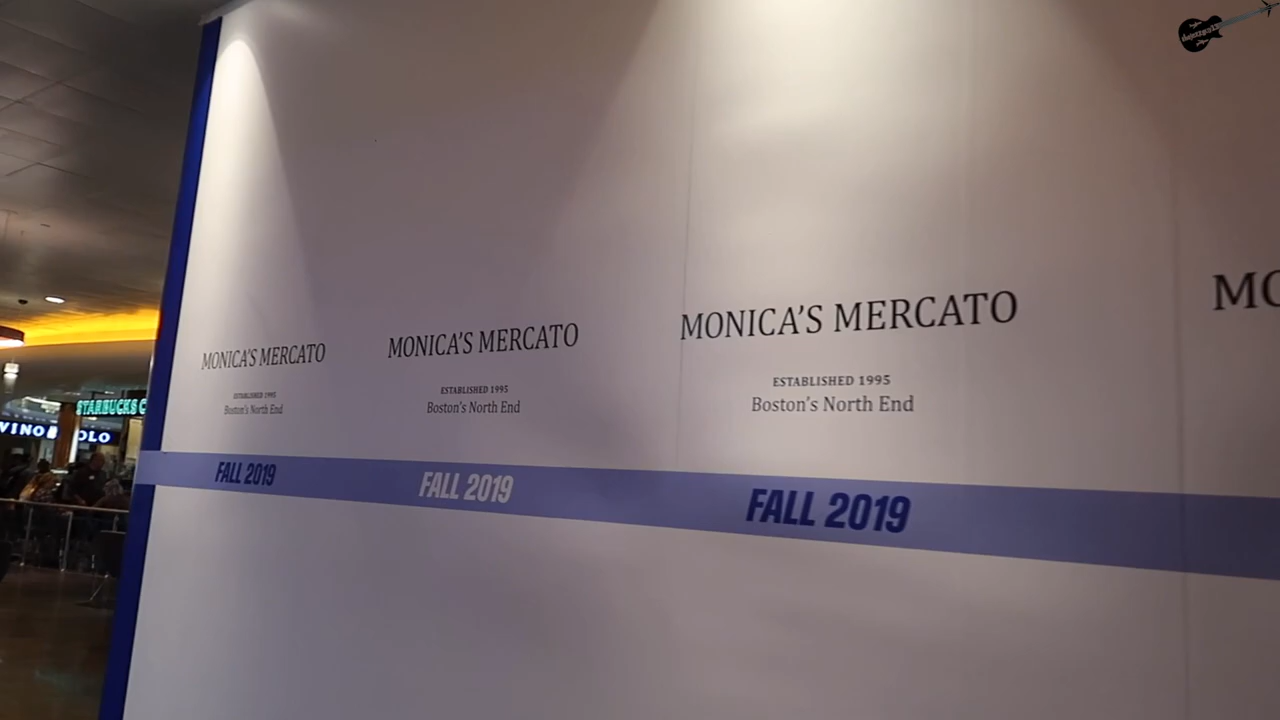 MONICA'S MERCATO
ESTABLISHED 1995
Boston's North End
FALL 2019
MONICA'S MERCATO
ESTABLISHED 1995
Boston's North End
FALL 2019
MONICA'S MERCATO
ESTABLISHED 1995
Boston's North End
FALL 2019
MO
STARBUCKS C
VINO OLO